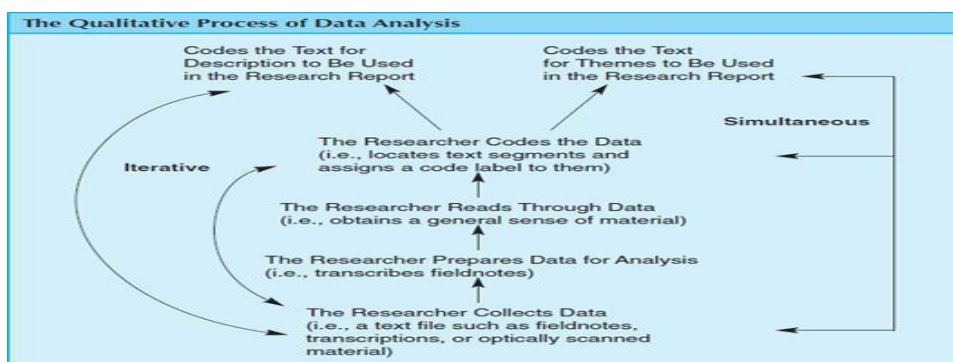 The Qualitative Process of Data Analysis
Codes the Text for
Description to Be Used
in the Research Report
Codes the Text
for Themes to Be Used
in the Research Report
Simultaneous
The Researcher Codes the Data
(i.e., locates text segments and
assigns a code label to them)
Iterative
The Researcher Reads Through Data
(i.e., obtains a general sense of material)
The Researcher Prepares Data for Analysis
(i.e., transcribes fieldnotes)
The Researcher Collects Data
(i.e., a text file such as fieldnotes,
transcriptions, or optically scanned
material)